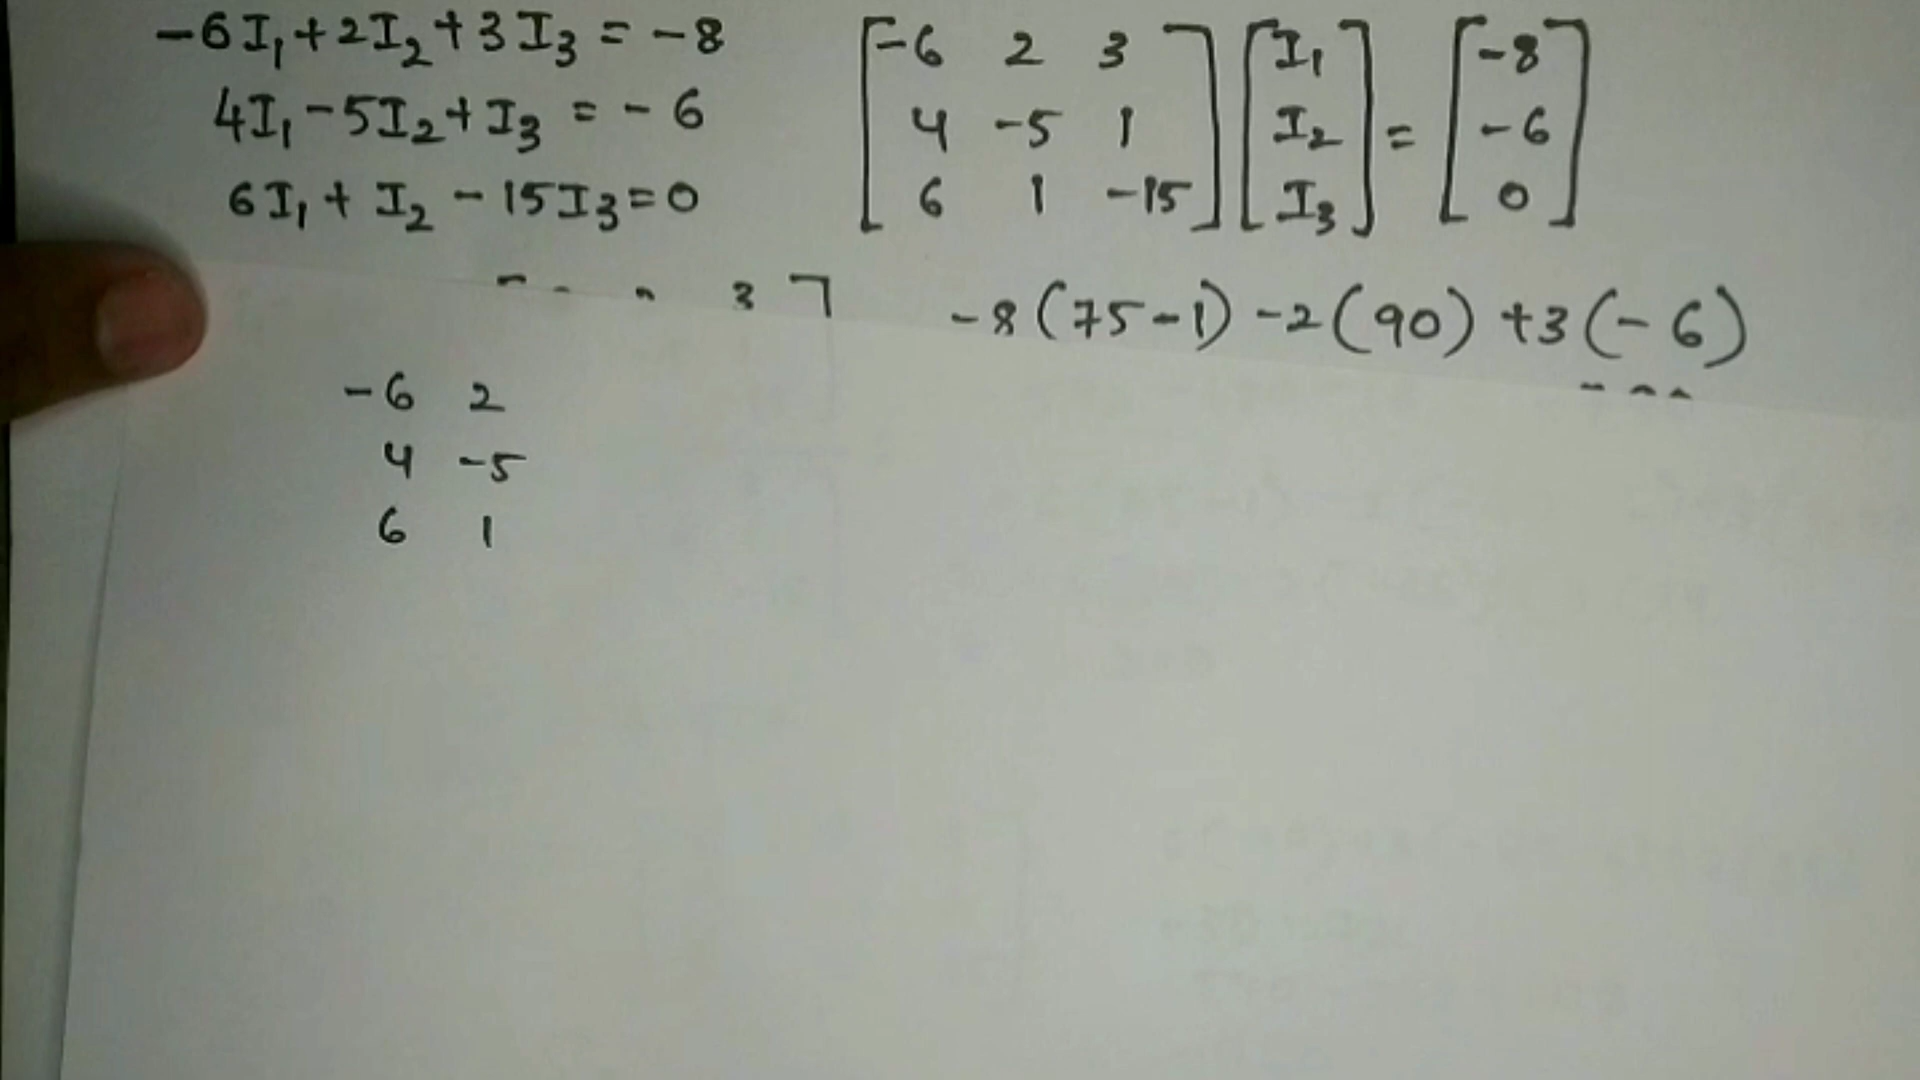 -6I₁+2I₂+3I₃ = -8
4I₁-5I₂+I₃ = -6
6I₁+I₂-15I₃=0
[-6 2 3] [I₁] [-8]
[4 -5 1] [I₂] = [-6]
[6 1 -15] [I₃] [0]
-8(75-1)-2(90)+3(-6)
-6 2
4 -5
6 1